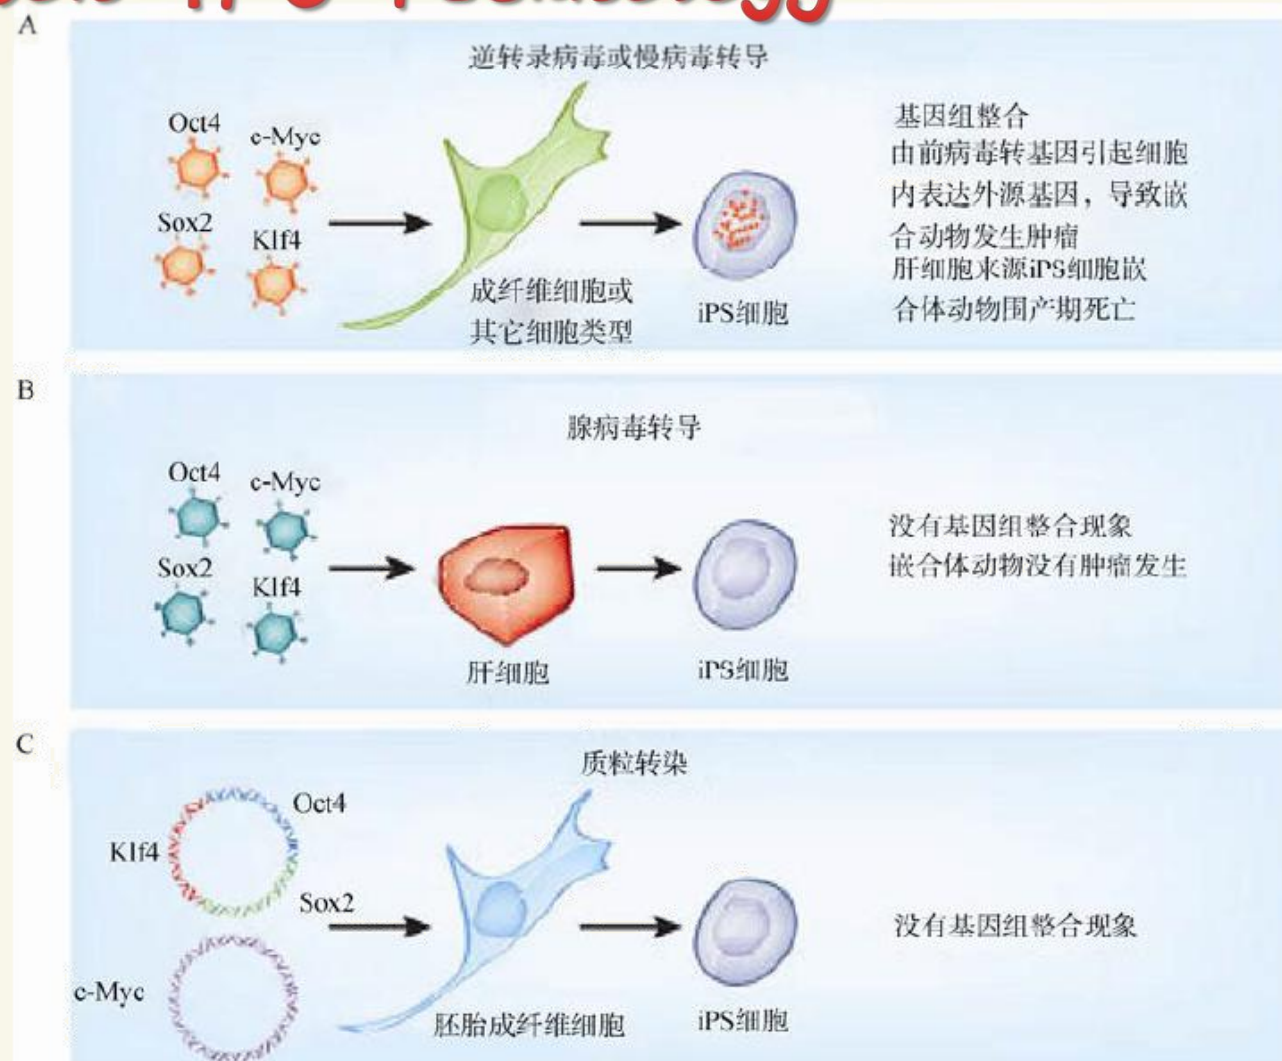 A
逆转录病毒或慢病毒转导
Oct4
c-Myc
Sox2
Klf4
成纤维细胞或
其它细胞类型
iPS细胞
基因组整合
由前病毒转基因引起细胞
内表达外源基因，导致嵌
合动物发生肿瘤
肝细胞来源iPS细胞嵌
合体动物围产期死亡
B
腺病毒转导
Oct4
c-Myc
Sox2
Klf4
肝细胞
iPS细胞
没有基因组整合现象
嵌合体动物没有肿瘤发生
C
质粒转染
Oct4
Klf4
Sox2
c-Myc
胚胎成纤维细胞
iPS细胞
没有基因组整合现象